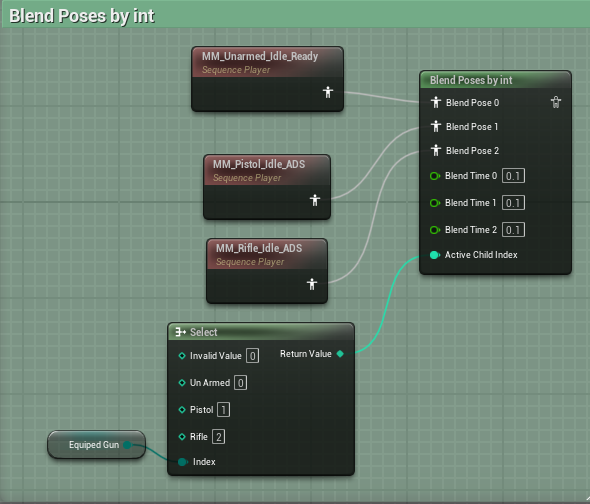 Blend Poses by int
MM_Unarmed_Idle_Ready
Sequence Player
MM_Pistol_Idle_ADS
Sequence Player
MM_Rifle_Idle_ADS
Sequence Player
Blend Poses by int
Blend Pose 0
Blend Pose 1
Blend Pose 2
Blend Time 0 0.1
Blend Time 1 0.1
Blend Time 2 0.1
Active Child Index
Select
Invalid Value 0 Return Value
Un Armed 0
Pistol 1
Rifle 2
Index
Equiped Gun